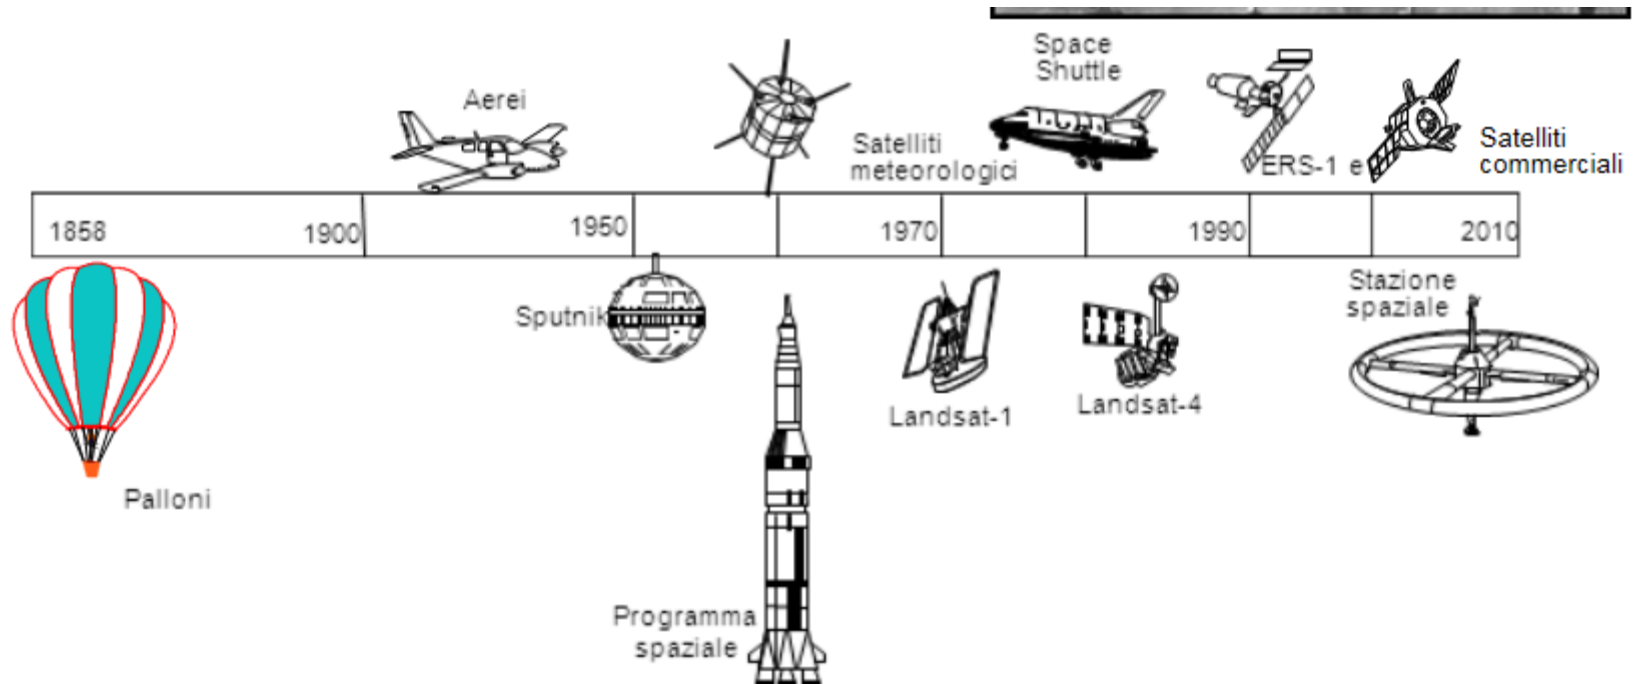 Space
Shuttle
Aerei
Satelliti
meteorologici
ERS-1 e
Satelliti
commerciali
1858
1900
1950
1970
1990
2010
Sputnik
Stazione
spaziale
Landsat-1
Landsat-4
Palloni
Programma
spaziale